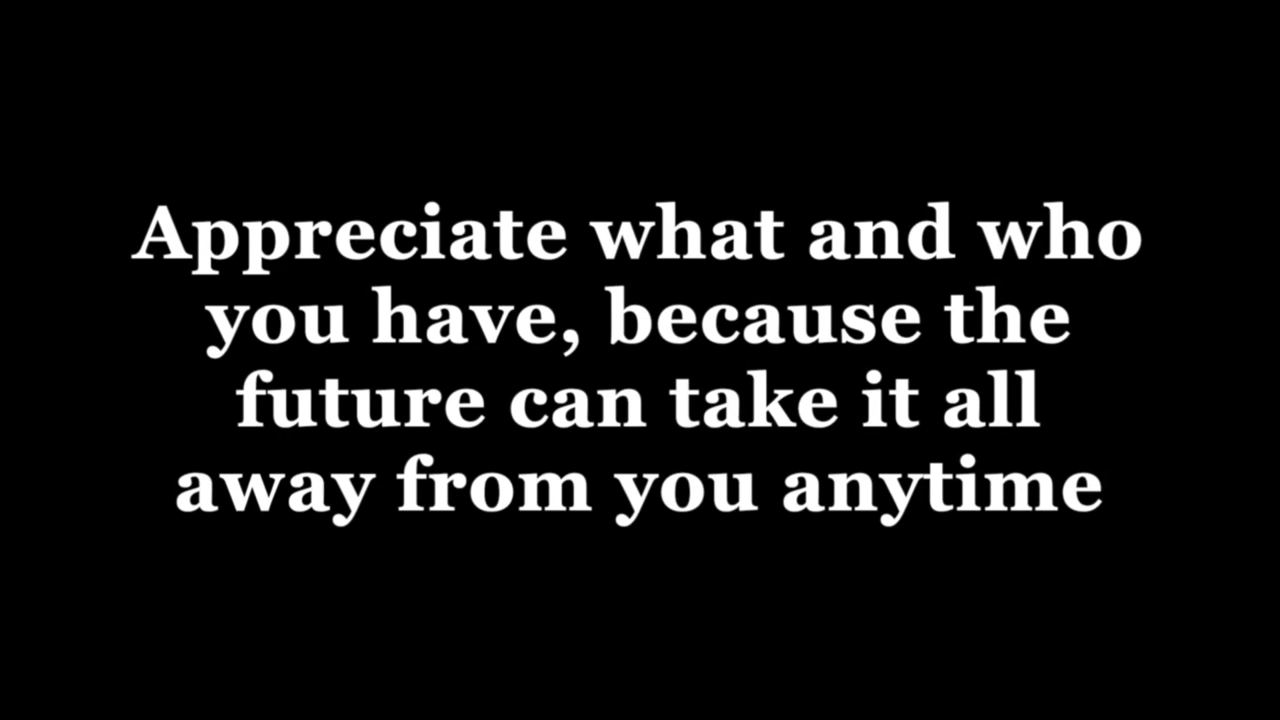 Appreciate what and who
you have, because the
future can take it all
away from you anytime